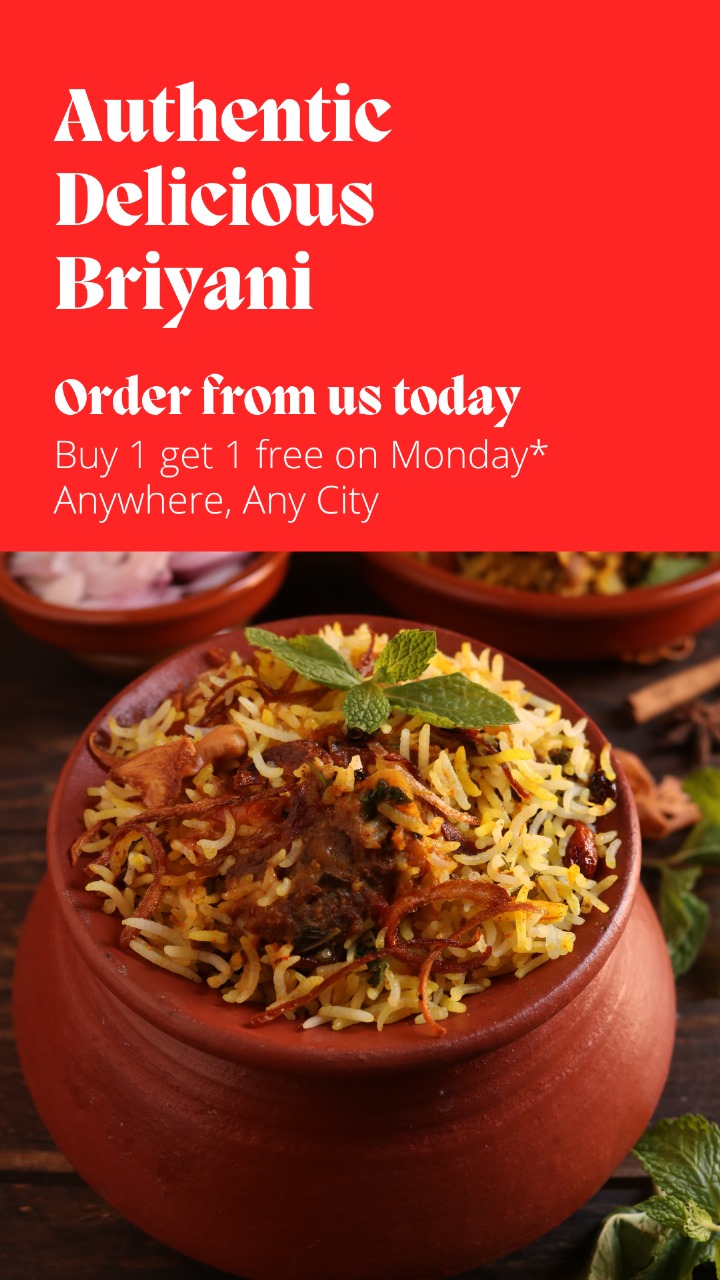 Authentic
Delicious
Briyani
Order from us today
Buy 1 get 1 free on Monday*
Anywhere, Any City